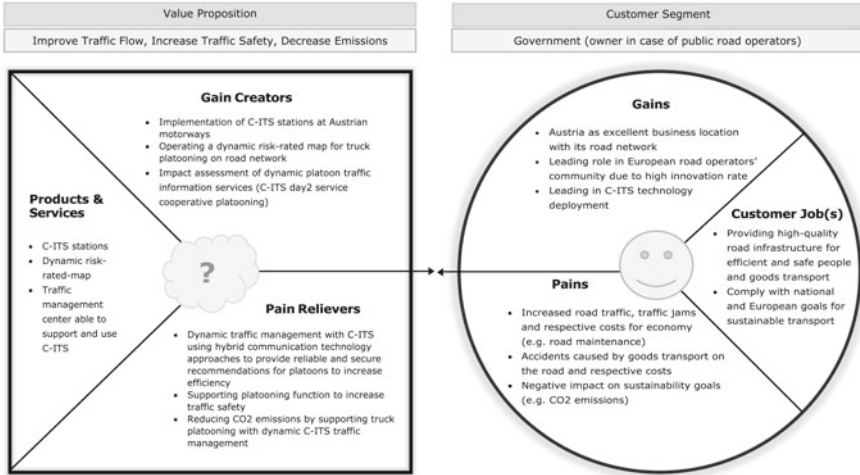 Value Proposition
Improve Traffic Flow, Increase Traffic Safety, Decrease Emissions
Gain Creators
• Implementation of C-ITS stations at Austrian
motorways
• Operating a dynamic risk-rated map for truck
platooning on road network
• Impact assessment of dynamic platoon traffic
information services (C-ITS day2 service
cooperative platooning)
Products &
Services
• C-ITS stations
• Dynamic risk-
rated-map
• Traffic
management
center able to
support and use
C-ITS
?
Pain Relievers
• Dynamic traffic management with C-ITS
using hybrid communication technology
approaches to provide reliable and secure
recommendations for platoons to increase
efficiency
• Supporting platooning function to increase
traffic safety
• Reducing CO2 emissions by supporting truck
platooning with dynamic C-ITS traffic
management
Customer Segment
Government (owner in case of public road operators)
Gains
• Austria as excellent business location
with its road network
• Leading role in European road operators’
community due to high innovation rate
• Leading in C-ITS technology
deployment
Customer Job(s)
• Providing high-quality
road infrastructure for
efficient and safe people
and goods transport
• Comply with national
and European goals for
sustainable transport
Pains
• Increased road traffic, traffic jams
and respective costs for economy
(e.g. road maintenance)
• Accidents caused by goods transport on
the road and respective costs
• Negative impact on sustainability goals
(e.g. CO2 emissions)